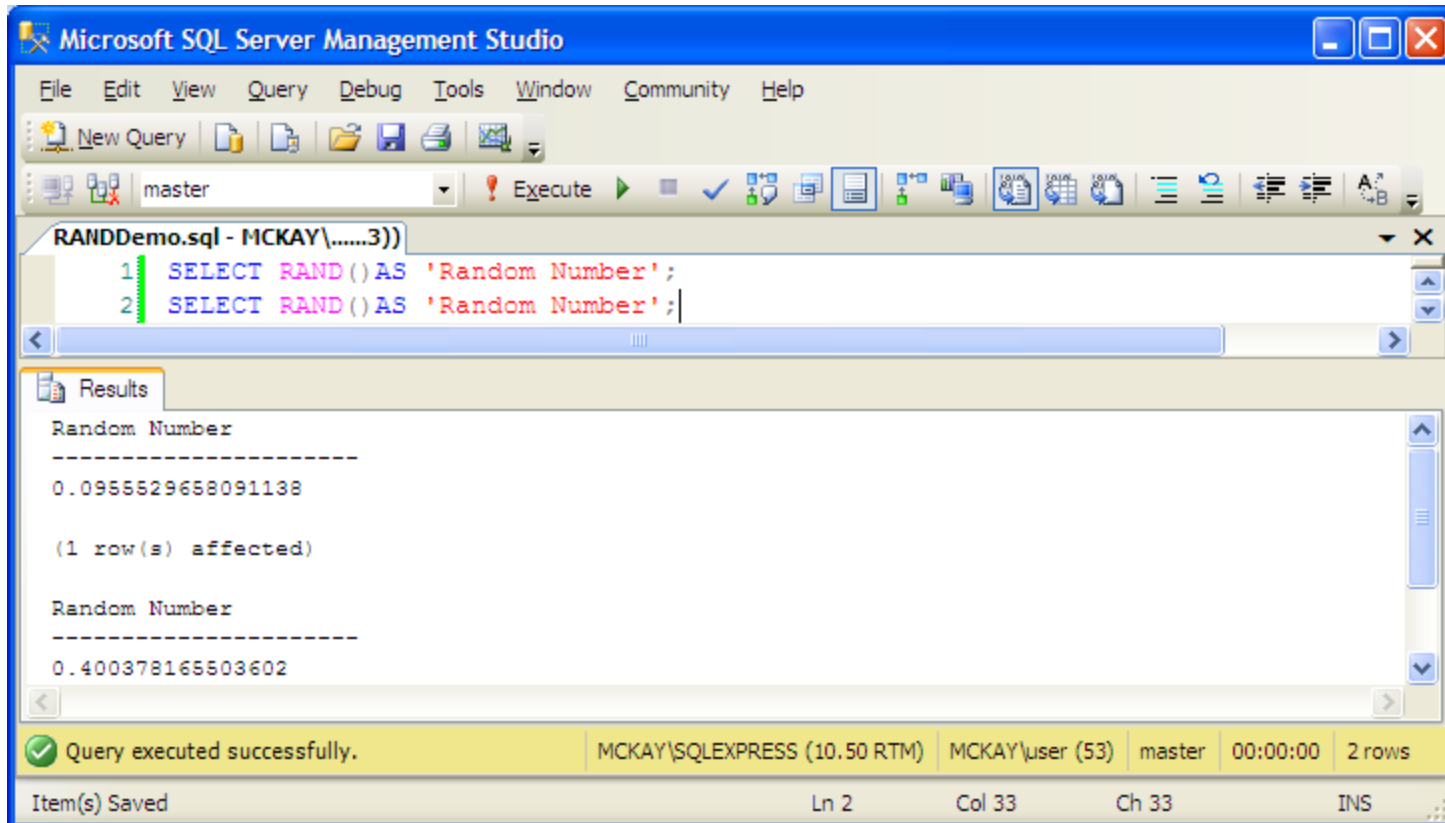 Microsoft SQL Server Management Studio
File Edit View Query Debug Tools Window Community Help
New Query
master Execute
RANDDemo.sql - MCKAY\......3))
1 SELECT RAND()AS 'Random Number';
2 SELECT RAND()AS 'Random Number';
Results
Random Number
----------------------
0.0955529658091138
(1 row(s) affected)
Random Number
----------------------
0.400378165503602
Query executed successfully. MCKAY\SQLEXPRESS (10.50 RTM) MCKAY\user (53) master 00:00:00 2 rows
Item(s) Saved Ln 2 Col 33 Ch 33 INS